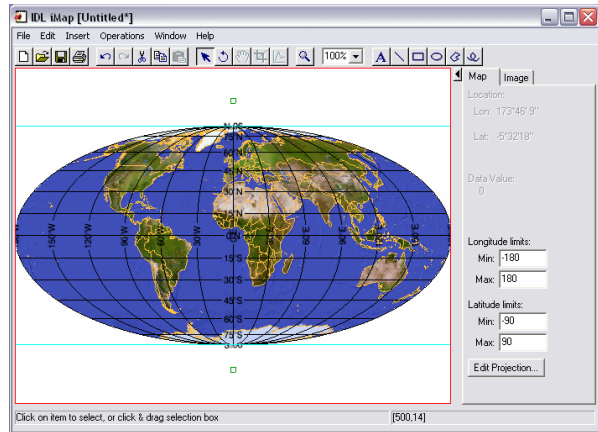 IDL iMap [Untitled*]
File Edit Insert Operations Window Help
100%
A
Map Image
Location:
Lon: 173°46' 9"
Lat: -5°32'18"
Data Value:
0
Longitude limits:
Min: -180
Max: 180
Latitude limits:
Min: -90
Max: 90
Edit Projection...
75°N
60°N
45°N
30°N
15°N
150°W
120°W
90°W
60°W
30°W
30°E
60°E
90°E
120°E
150°E
15°S
30°S
45°S
60°S
75°S
Click on item to select, or click & drag selection box
[500,14]